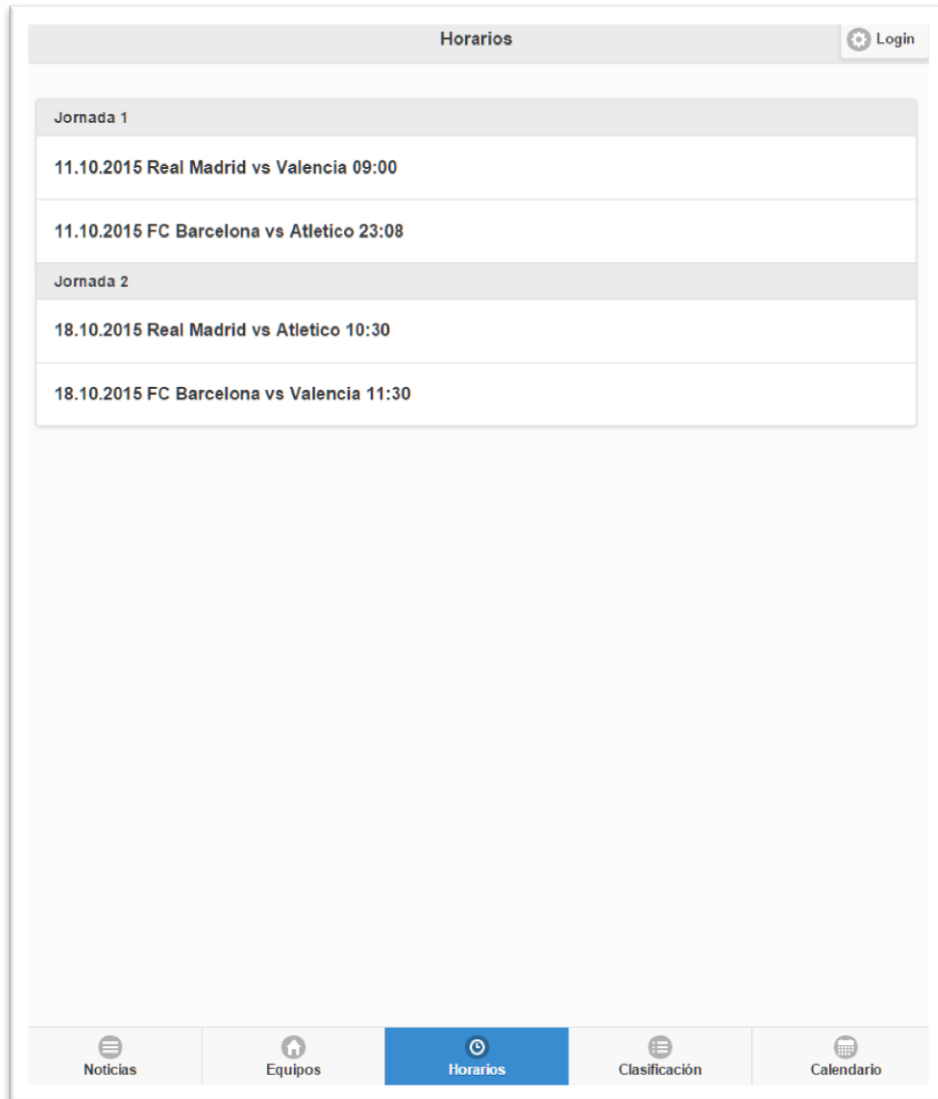 Horarios
Login
Jornada 1
11.10.2015 Real Madrid vs Valencia 09:00
11.10.2015 FC Barcelona vs Atletico 23:08
Jornada 2
18.10.2015 Real Madrid vs Atletico 10:30
18.10.2015 FC Barcelona vs Valencia 11:30
Noticias
Equipos
Horarios
Clasificación
Calendario